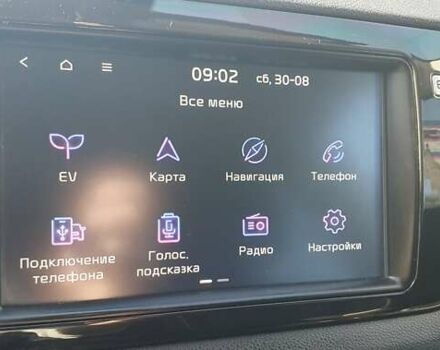 09:02 сб, 30-08
Все меню
EV Карта Навигация Телефон
Подключение телефона
Голос. подсказка
Радио
Настройки